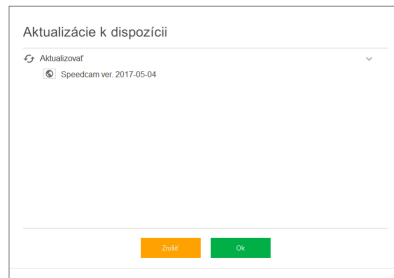 Aktualizácie k dispozícii
Aktualizovať
Speedcam ver. 2017-05-04
Zrušiť
Ok